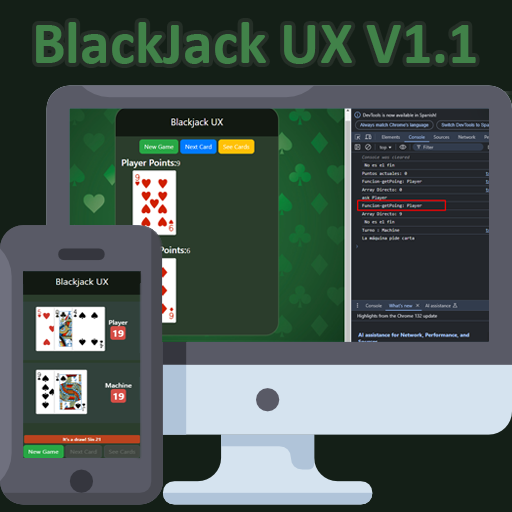 BlackJack UX V1.1
Blackjack UX
New Game Next Card See Cards
Player Points:9
Points:6
DevTools is now available in Spanish!
Always match Chrome's language Switch DevTools to Spa
Elements Console Sources Network Pe
top Filter
Console was cleared
No es el fin
Puntos actuales: 0
Funcion-getPoing: Player
Array Directo: 0
ask Player
Funcion-getPoing: Player
Array Directo: 9
No es el fin
Turno : Machine
La máquina pide carta
Console What's new AI assistance
Highlights from the Chrome 132 update
AI assistance for Network, Performance, and
Blackjack UX
Player
19
Machine
19
It's a draw!
New Game Next Card See Cards